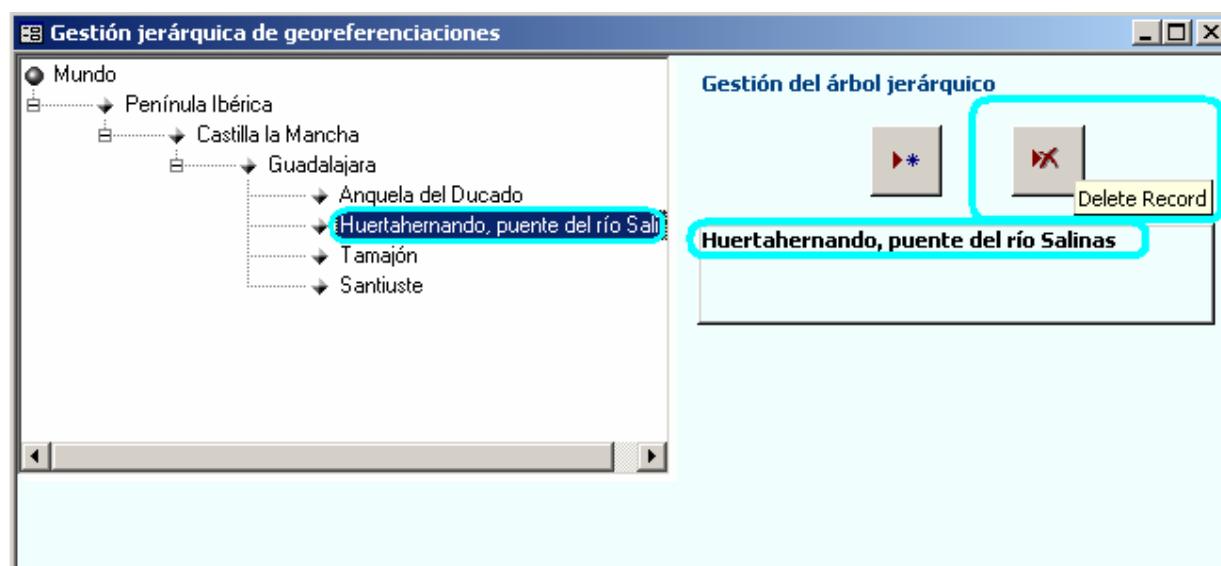 Gestión jerárquica de georeferenciaciones
Mundo
Penínula Ibérica
Castilla la Mancha
Guadalajara
Anquela del Ducado
Huertahernando, puente del río Sali
Tamajón
Santiuste
Gestión del árbol jerárquico
Delete Record
Huertahernando, puente del río Salinas